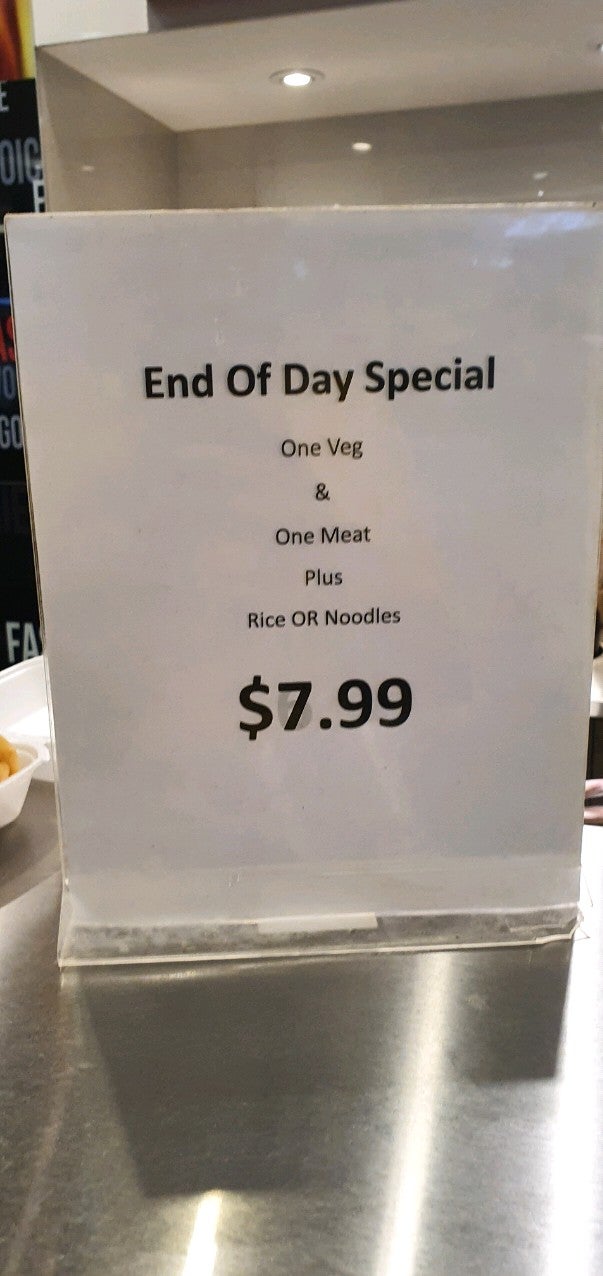 End Of Day Special
One Veg
&
One Meat
Plus
Rice OR Noodles
$7.99